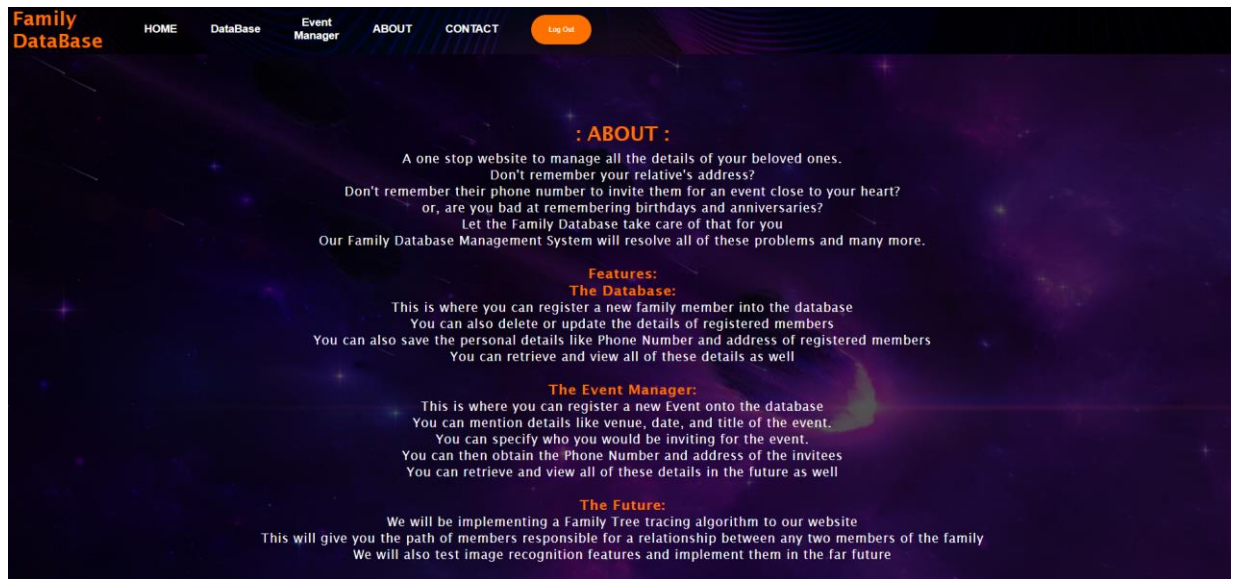 Family
DataBase
HOME
DataBase
Event
Manager
ABOUT
CONTACT
Log Out
: ABOUT :
A one stop website to manage all the details of your beloved ones.
Don't remember your relative's address?
Don't remember their phone number to invite them for an event close to your heart?
or, are you bad at remembering birthdays and anniversaries?
Let the Family Database take care of that for you
Our Family Database Management System will resolve all of these problems and many more.
Features:
The Database:
This is where you can register a new family member into the database
You can also delete or update the details of registered members
You can also save the personal details like Phone Number and address of registered members
You can retrieve and view all of these details as well
The Event Manager:
This is where you can register a new Event onto the database
You can mention details like venue, date, and title of the event.
You can specify who you would be inviting for the event.
You can then obtain the Phone Number and address of the invitees
You can retrieve and view all of these details in the future as well
The Future:
We will be implementing a Family Tree tracing algorithm to our website
This will give you the path of members responsible for a relationship between any two members of the family
We will also test image recognition features and implement them in the far future